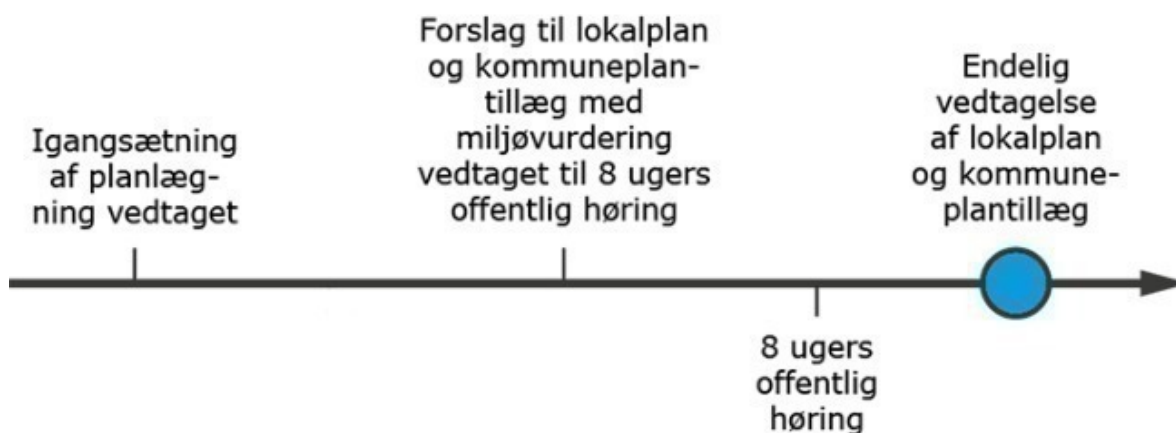 Igangsætning
af planlæg-
ning vedtaget
Forslag til lokalplan
og kommuneplan-
tillæg med
miljøvurdering
vedtaget til 8 ugers
offentlig høring
8 ugers
offentlig
høring
Endelig
vedtagelse
af lokalplan
og kommune-
plantillæg